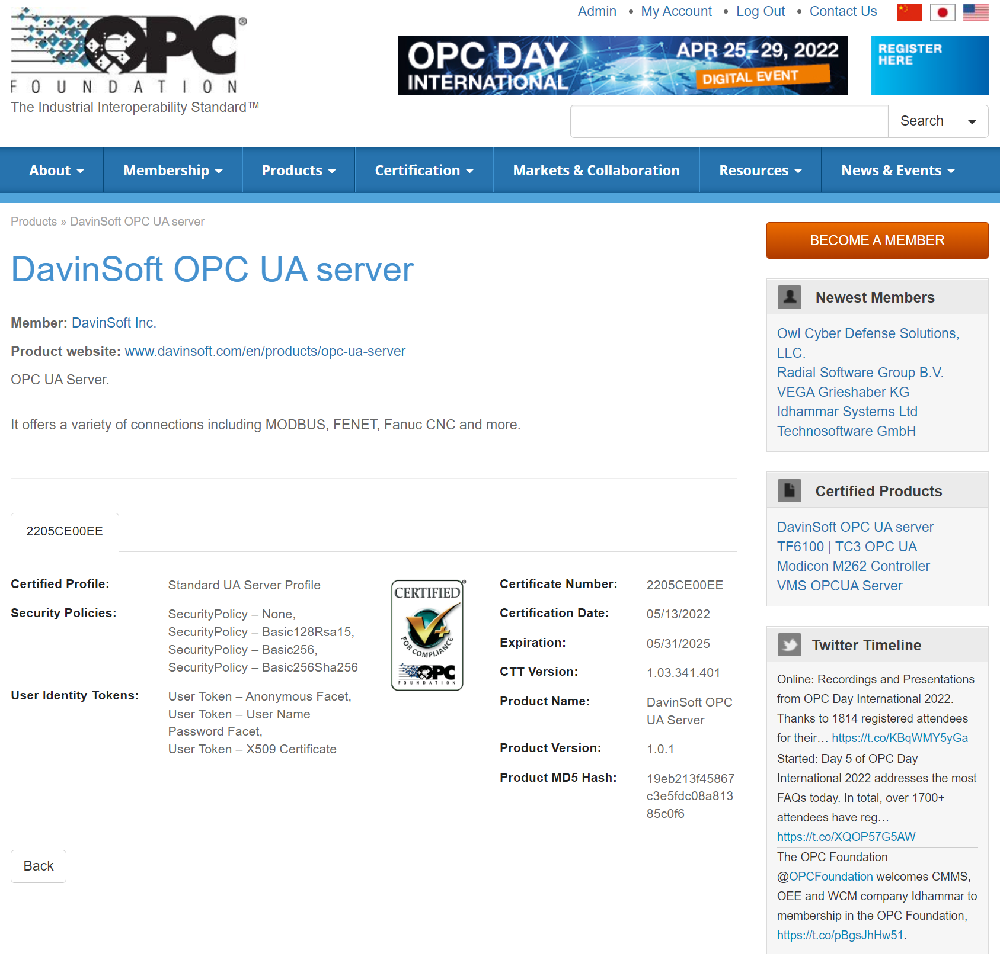 Admin • My Account • Log Out • Contact Us
OPC®
FOUNDATION
The Industrial Interoperability Standard™
OPC DAY
INTERNATIONAL
APR 25–29, 2022
DIGITAL EVENT
REGISTER
HERE
Search
About
Membership
Products
Certification
Markets & Collaboration
Resources
News & Events
Products » DavinSoft OPC UA server
DavinSoft OPC UA server
Member: DavinSoft Inc.
Product website: www.davinsoft.com/en/products/opc-ua-server
OPC UA Server.
It offers a variety of connections including MODBUS, FENET, Fanuc CNC and more.
2205CE00EE
Certified Profile: Standard UA Server Profile
Security Policies: SecurityPolicy – None,
SecurityPolicy – Basic128Rsa15,
SecurityPolicy – Basic256,
SecurityPolicy – Basic256Sha256
User Identity Tokens: User Token – Anonymous Facet,
User Token – User Name
Password Facet,
User Token – X509 Certificate
CERTIFIED®
V+
FOR COMPLIANCE
OPC
FOUNDATION
Certificate Number: 2205CE00EE
Certification Date: 05/13/2022
Expiration: 05/31/2025
CTT Version: 1.03.341.401
Product Name: DavinSoft OPC
UA Server
Product Version: 1.0.1
Product MD5 Hash: 19eb213f45867
c3e5fdc08a813
85c0f6
Back
BECOME A MEMBER
Newest Members
Owl Cyber Defense Solutions,
LLC.
Radial Software Group B.V.
VEGA Grieshaber KG
Idhammar Systems Ltd
Technosoftware GmbH
Certified Products
DavinSoft OPC UA server
TF6100 | TC3 OPC UA
Modicon M262 Controller
VMS OPCUA Server
Twitter Timeline
Online: Recordings and Presentations
from OPC Day International 2022.
Thanks to 1814 registered attendees
for their… https://t.co/KBqWMY5yGa
Started: Day 5 of OPC Day
International 2022 addresses the most
FAQs today. In total, over 1700+
attendees have reg…
https://t.co/XQOP57G5AW
The OPC Foundation
@OPCFoundation welcomes CMMS,
OEE and WCM company Idhammar to
membership in the OPC Foundation,
https://t.co/pBgsJhHw51.